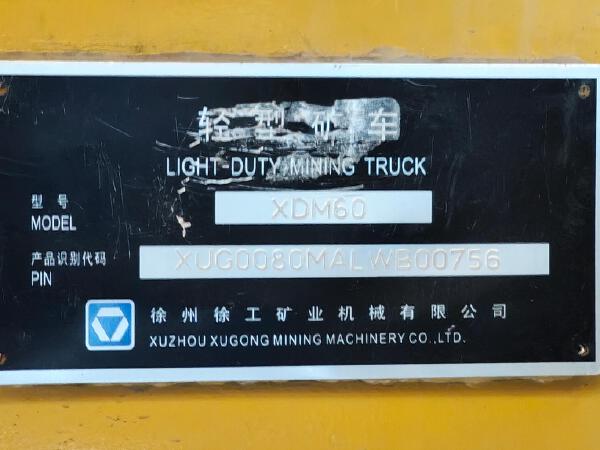 轻型矿车
LIGHT-DUTY MINING TRUCK
型号
MODEL
XDM60
产品识别代码
PIN
XUG0080MALWB00756
徐州徐工矿业机械有限公司
XUZHOU XUGONG MINING MACHINERY CO.,LTD.